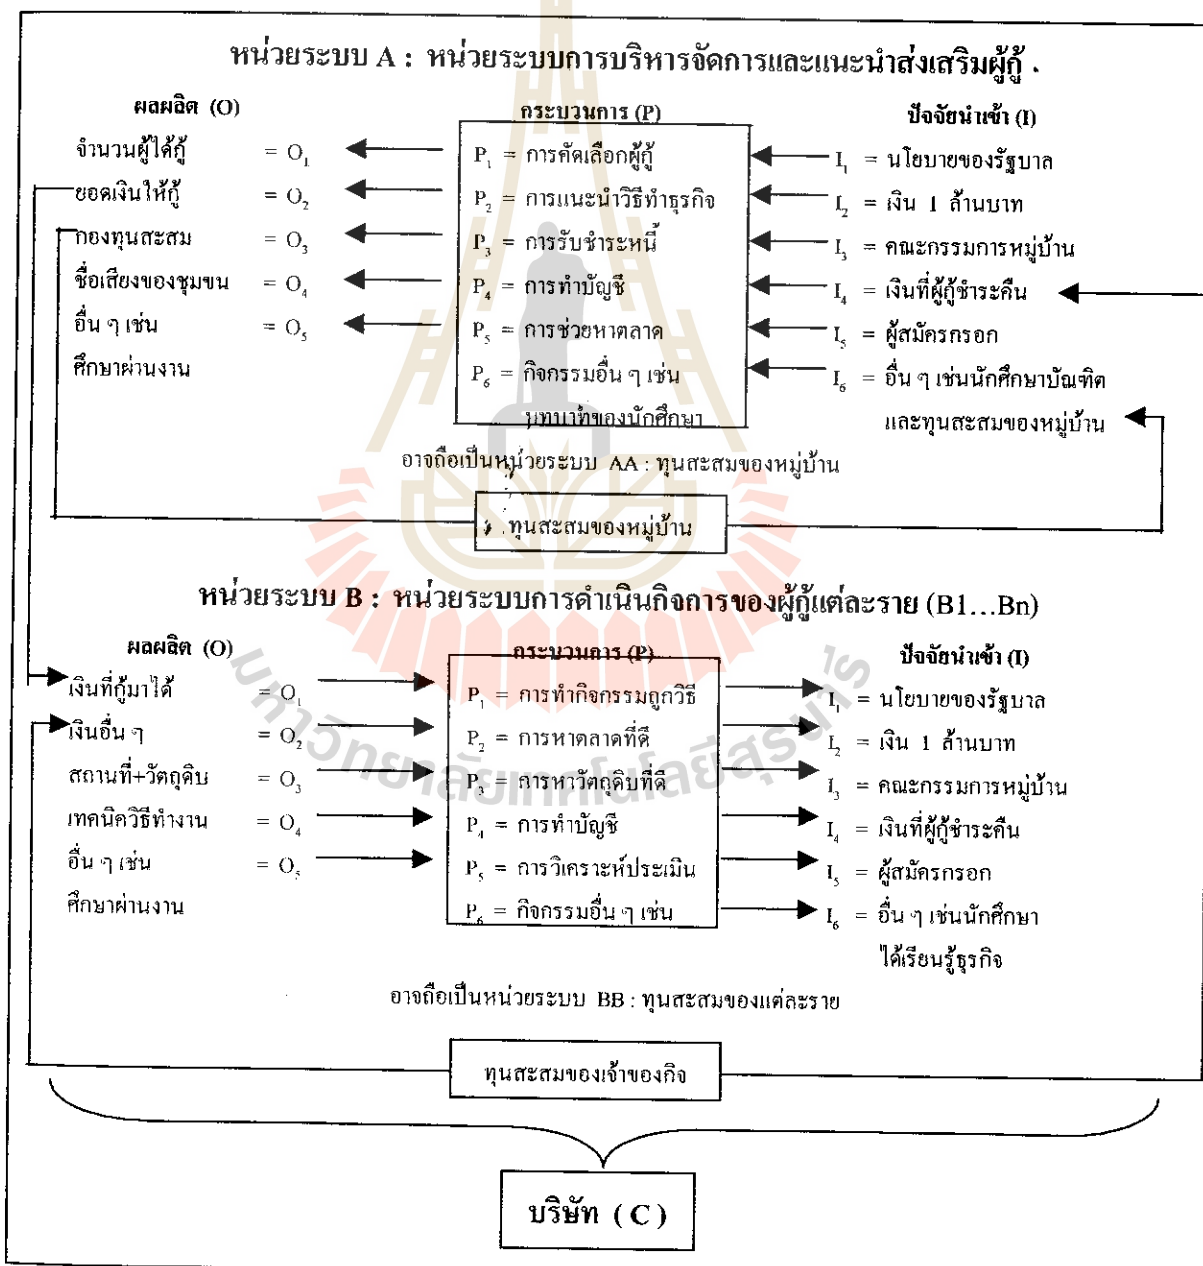 หน่วยระบบ A : หน่วยระบบการบริหารจัดการและแนะนำส่งเสริมผู้กู้
ผลผลิต (O) กระบวนการ (P) ปัจจัยนำเข้า (I)
จำนวนผู้ได้กู้ = O₁ P₁ = การคัดเลือกผู้กู้ I₁ = นโยบายของรัฐบาล
ยอดเงินให้กู้ = O₂ P₂ = การแนะนำวิธีทำธุรกิจ I₂ = เงิน 1 ล้านบาท
กองทุนสะสม = O₃ P₃ = การรับชำระหนี้ I₃ = คณะกรรมการหมู่บ้าน
ชื่อเสียงของชุมชน = O₄ P₄ = การทำบัญชี I₄ = เงินที่ผู้กู้ชำระคืน
อื่น ๆ เช่น = O₅ P₅ = การช่วยหาตลาด I₅ = ผู้สมัครกรอก
ศึกษาผ่านงาน P₆ = กิจกรรมอื่น ๆ เช่น I₆ = อื่น ๆ เช่นนักศึกษาบัณฑิต
บทบาทของนักศึกษา และทุนสะสมของหมู่บ้าน
อาจถือเป็นหน่วยระบบ AA : ทุนสะสมของหมู่บ้าน
ทุนสะสมของหมู่บ้าน
หน่วยระบบ B : หน่วยระบบการดำเนินกิจการของผู้กู้แต่ละราย (B1...Bn)
ผลผลิต (O) กระบวนการ (P) ปัจจัยนำเข้า (I)
เงินที่กู้มาได้ = O₁ P₁ = การทำกิจกรรมถูกวิธี I₁ = นโยบายของรัฐบาล
เงินอื่น ๆ = O₂ P₂ = การหาตลาดที่ดี I₂ = เงิน 1 ล้านบาท
สถานที่+วัตถุดิบ = O₃ P₃ = การหาวัตถุดิบที่ดี I₃ = คณะกรรมการหมู่บ้าน
เทคนิควิธีทำงาน = O₄ P₄ = การทำบัญชี I₄ = เงินที่ผู้กู้ชำระคืน
อื่น ๆ เช่น = O₅ P₅ = การวิเคราะห์ประเมิน I₅ = ผู้สมัครกรอก
ศึกษาผ่านงาน P₆ = กิจกรรมอื่น ๆ เช่น I₆ = อื่น ๆ เช่นนักศึกษา
ได้เรียนรู้ธุรกิจ
มหาวิทยาลัยเทคโนโลยีสุรนารี
อาจถือเป็นหน่วยระบบ BB : ทุนสะสมของแต่ละราย
ทุนสะสมของเจ้าของกิจ
บริษัท ( C )